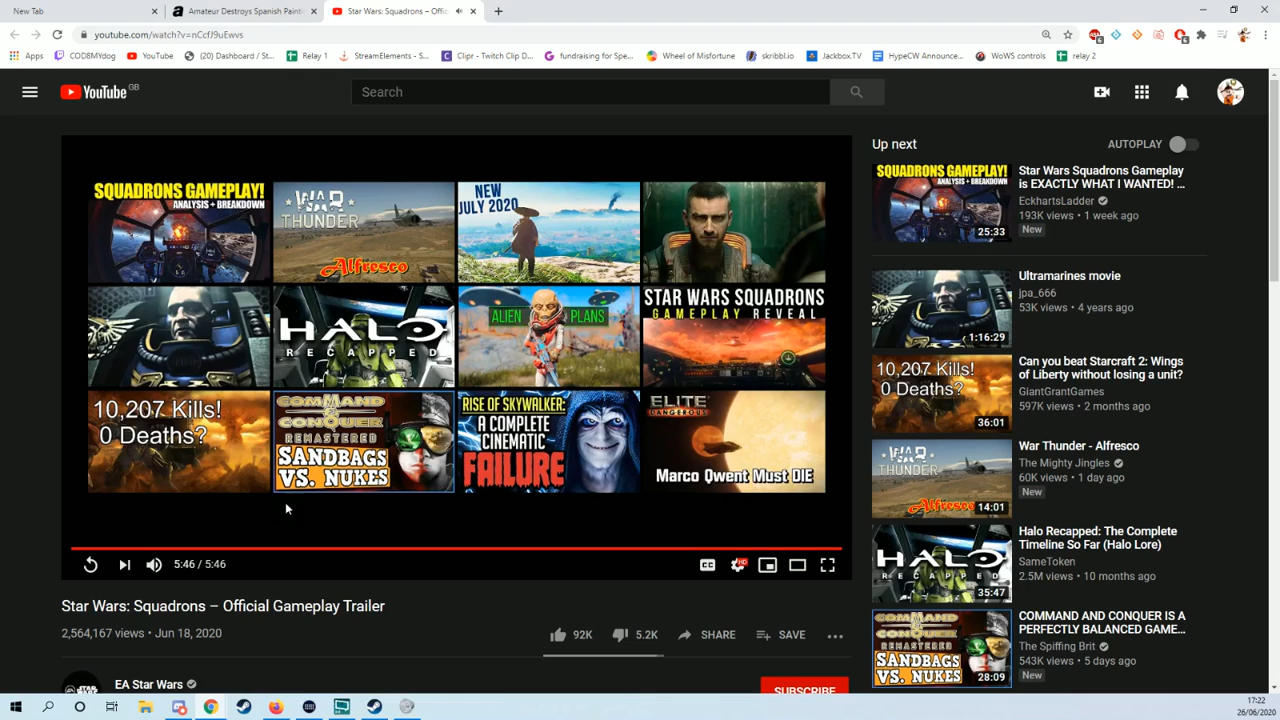 New Tab
Amateur Destroys Spanish Painti
Star Wars: Squadrons – Offic
youtube.com/watch?v=nCcfJ9uEwvs
Apps
COD8MYdog
YouTube
(20) Dashboard / St...
Relay 1
StreamElements - S...
Clipr - Twitch Clip D...
fundraising for Spe...
Wheel of Misfortune
skribbl.io
Jackbox.TV
HypeCW Announce...
WoWS controls
relay 2
YouTube GB
Search
SQUADRONS GAMEPLAY!
ANALYSIS + BREAKDOWN
WAR
THUNDER
Alfresco
NEW
JULY 2020
HALO
RECAPPED
ALIEN PLANS
STAR WARS SQUADRONS
GAMEPLAY REVEAL
10,207 Kills!
0 Deaths?
COMMAND
CONQUER
REMASTERED
SANDBAGS
VS. NUKES
RISE OF SKYWALKER:
A COMPLETE
CINEMATIC
FAILURE
ELITE
DANGEROUS
Marco Qwent Must DIE
5:46 / 5:46
CC
HD
Star Wars: Squadrons – Official Gameplay Trailer
2,564,167 views • Jun 18, 2020
92K
5.2K
SHARE
SAVE
EA Star Wars
SUBSCRIBE
Up next
AUTOPLAY
SQUADRONS GAMEPLAY!
ANALYSIS + BREAKDOWN
25:33
Star Wars Squadrons Gameplay
is EXACTLY WHAT I WANTED! ...
EckhartsLadder
193K views • 1 week ago
New
1:16:29
Ultramarines movie
jpa_666
53K views • 4 years ago
10,207 Kills!
0 Deaths?
36:01
Can you beat Starcraft 2: Wings
of Liberty without losing a unit?
GiantGrantGames
597K views • 2 months ago
WAR
THUNDER
Alfresco
14:01
War Thunder - Alfresco
The Mighty Jingles
60K views • 1 day ago
New
HALO
RECAPPED
35:47
Halo Recapped: The Complete
Timeline So Far (Halo Lore)
SameToken
2.5M views • 10 months ago
COMMAND
CONQUER
REMASTERED
SANDBAGS
VS. NUKES
28:09
COMMAND AND CONQUER IS A
PERFECTLY BALANCED GAME...
The Spiffing Brit
543K views • 5 days ago
New
17:22
26/06/2020